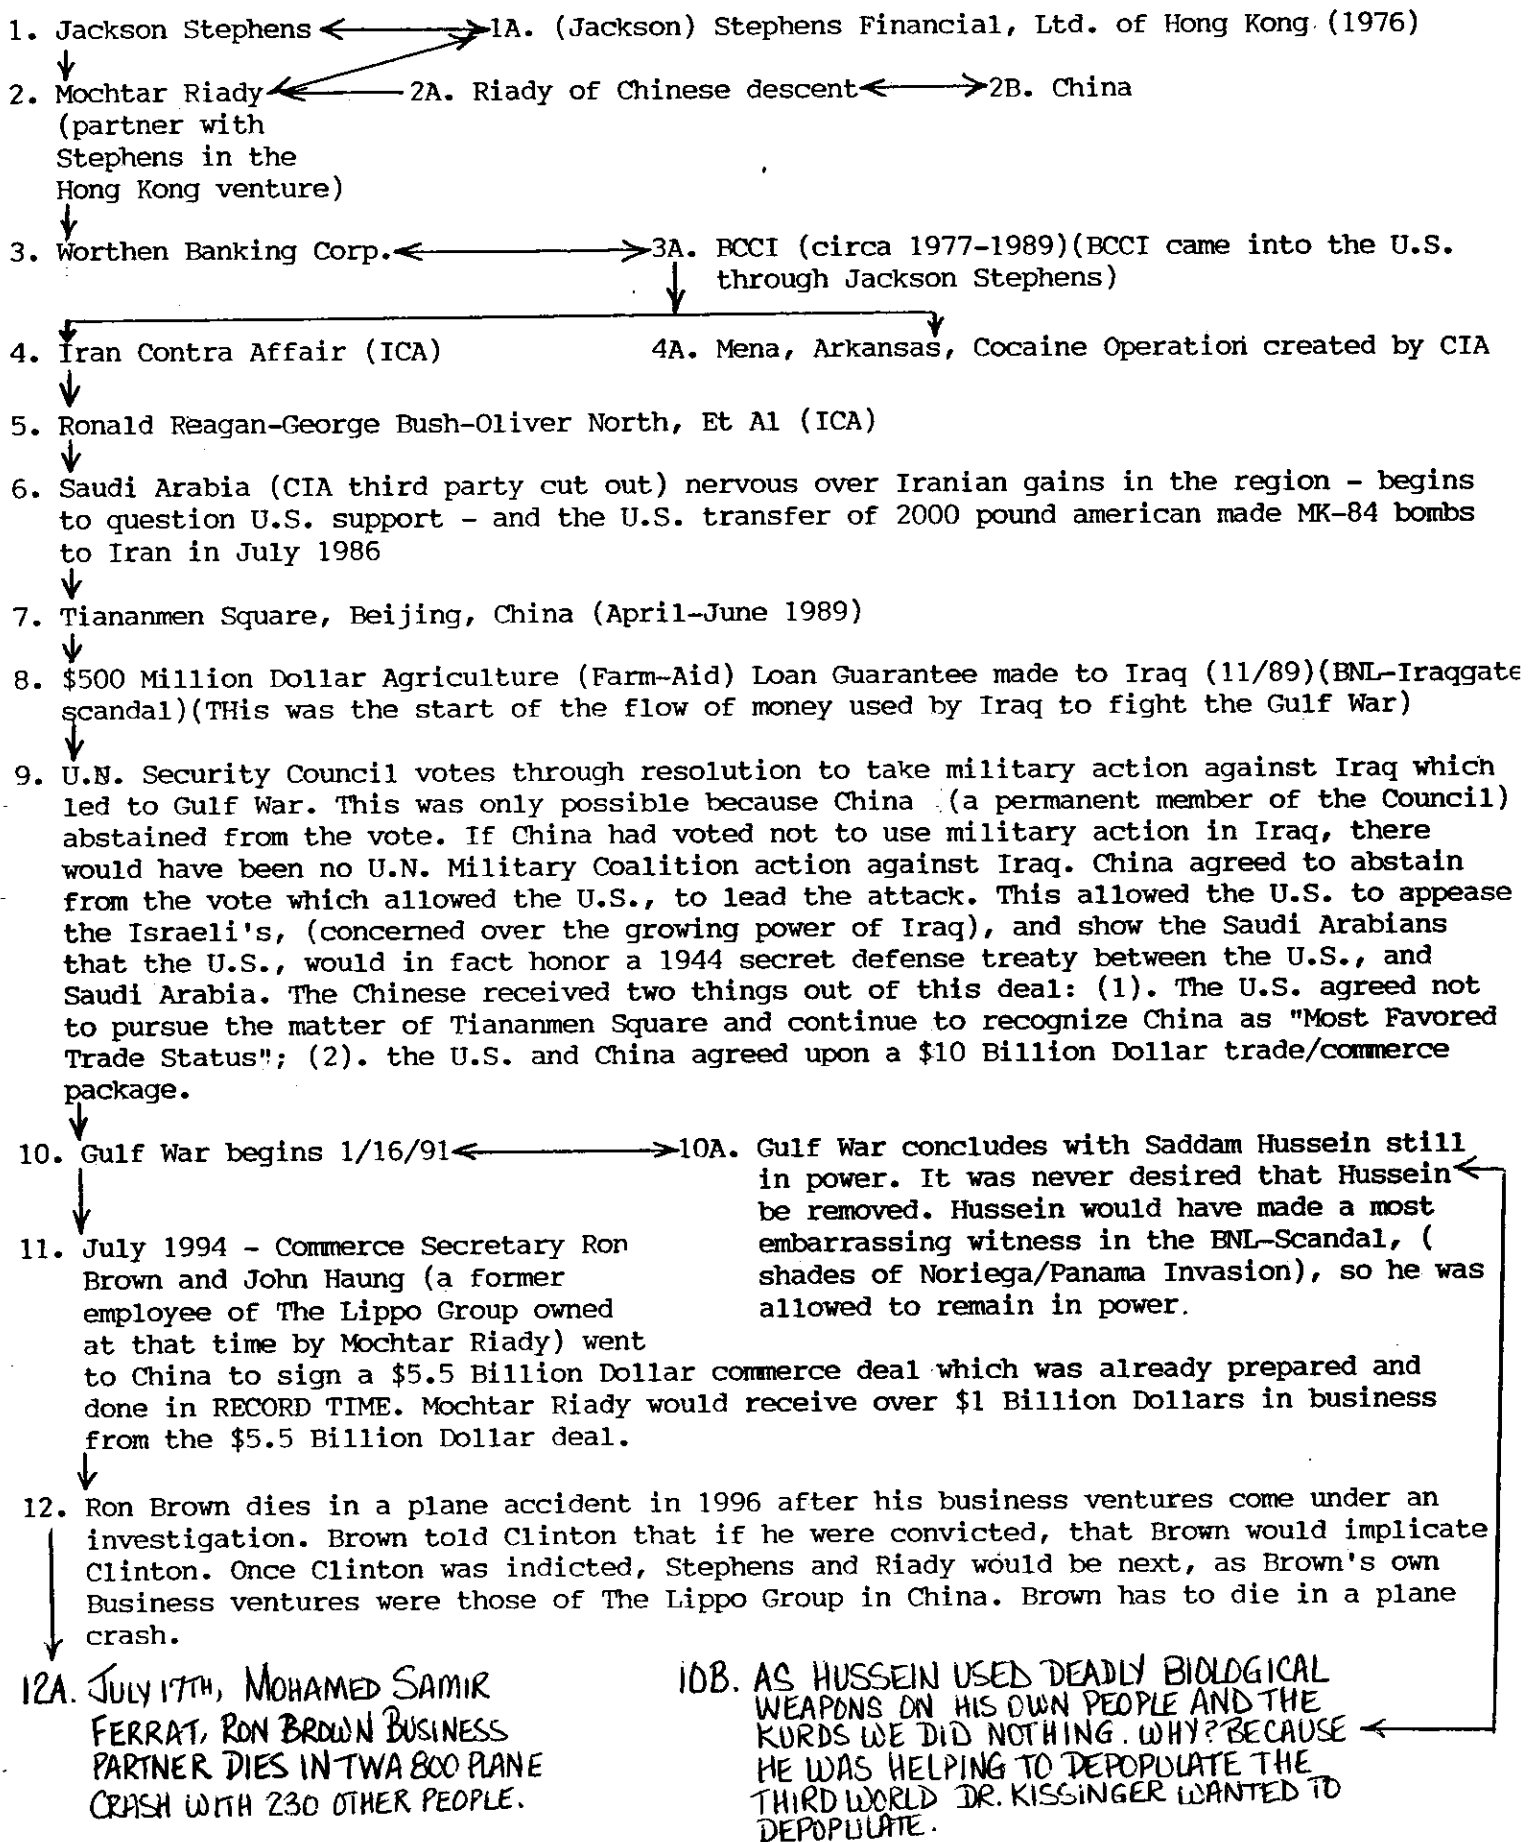 1. Jackson Stephens 1A. (Jackson) Stephens Financial, Ltd. of Hong Kong (1976)
2. Mochtar Riady 2A. Riady of Chinese descent 2B. China
(partner with
Stephens in the
Hong Kong venture)
3. Worthen Banking Corp. 3A. BCCI (circa 1977-1989)(BCCI came into the U.S.
through Jackson Stephens)
4. Iran Contra Affair (ICA) 4A. Mena, Arkansas, Cocaine Operation created by CIA
5. Ronald Reagan-George Bush-Oliver North, Et Al (ICA)
6. Saudi Arabia (CIA third party cut out) nervous over Iranian gains in the region - begins
to question U.S. support - and the U.S. transfer of 2000 pound american made MK-84 bombs
to Iran in July 1986
7. Tiananmen Square, Beijing, China (April-June 1989)
8. $500 Million Dollar Agriculture (Farm-Aid) Loan Guarantee made to Iraq (11/89)(BNL-Iraqgate
scandal)(THis was the start of the flow of money used by Iraq to fight the Gulf War)
9. U.N. Security Council votes through resolution to take military action against Iraq which
led to Gulf War. This was only possible because China (a permanent member of the Council)
abstained from the vote. If China had voted not to use military action in Iraq, there
would have been no U.N. Military Coalition action against Iraq. China agreed to abstain
from the vote which allowed the U.S., to lead the attack. This allowed the U.S. to appease
the Israeli's, (concerned over the growing power of Iraq), and show the Saudi Arabians
that the U.S., would in fact honor a 1944 secret defense treaty between the U.S., and
Saudi Arabia. The Chinese received two things out of this deal: (1). The U.S. agreed not
to pursue the matter of Tiananmen Square and continue to recognize China as "Most Favored
Trade Status"; (2). the U.S. and China agreed upon a $10 Billion Dollar trade/commerce
package.
10. Gulf War begins 1/16/91
10A. Gulf War concludes with Saddam Hussein still
in power. It was never desired that Hussein
be removed. Hussein would have made a most
embarrassing witness in the BNL-Scandal, (
shades of Noriega/Panama Invasion), so he was
allowed to remain in power.
11. July 1994 - Commerce Secretary Ron
Brown and John Haung (a former
employee of The Lippo Group owned
at that time by Mochtar Riady) went
to China to sign a $5.5 Billion Dollar commerce deal which was already prepared and
done in RECORD TIME. Mochtar Riady would receive over $1 Billion Dollars in business
from the $5.5 Billion Dollar deal.
12. Ron Brown dies in a plane accident in 1996 after his business ventures come under an
investigation. Brown told Clinton that if he were convicted, that Brown would implicate
Clinton. Once Clinton was indicted, Stephens and Riady would be next, as Brown's own
Business ventures were those of The Lippo Group in China. Brown has to die in a plane
crash.
12A. JULY 17TH, MOHAMED SAMIR
FERRAT, RON BROWN BUSINESS
PARTNER DIES IN TWA 800 PLANE
CRASH WITH 230 OTHER PEOPLE.
10B. AS HUSSEIN USED DEADLY BIOLOGICAL
WEAPONS ON HIS OWN PEOPLE AND THE
KURDS WE DID NOTHING. WHY? BECAUSE
HE WAS HELPING TO DEPOPULATE THE
THIRD WORLD DR. KISSINGER WANTED TO
DEPOPULATE.